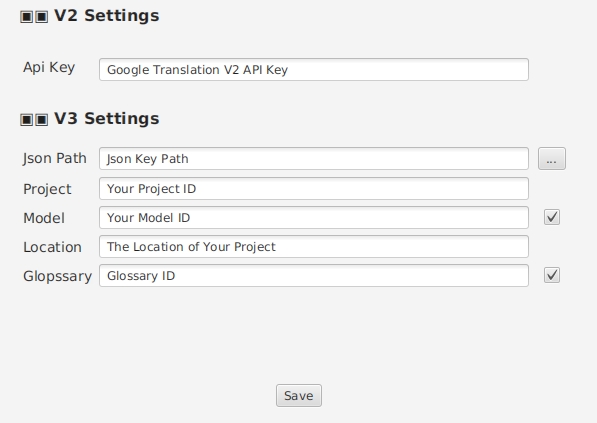 ▣▣ V2 Settings
Api Key Google Translation V2 API Key
▣▣ V3 Settings
Json Path Json Key Path ...
Project Your Project ID
Model Your Model ID
Location The Location of Your Project
Glopssary Glossary ID
Save